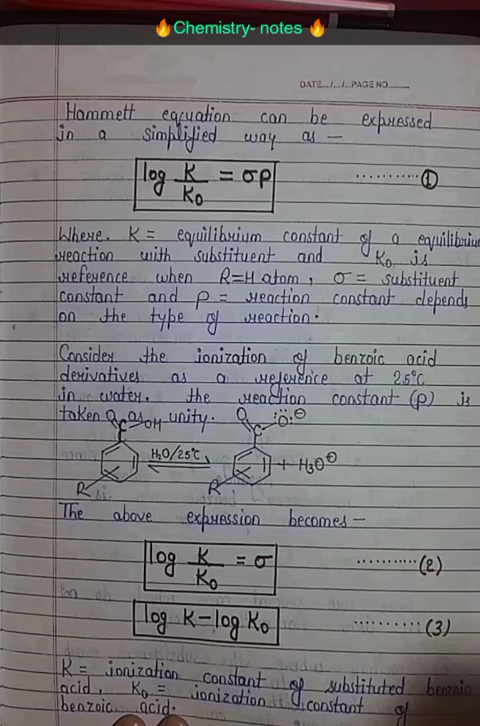 🔥Chemistry- notes 🔥
DATE..../..../....PAGE NO..........
Hammett equation can be expressed
in a simplified way as —
log K/K₀ = σρ ...........①
Where. K = equilibrium constant of a equilibrium
reaction with substituent and K₀ is
reference when R=H atom, σ = substituent
constant and ρ = reaction constant depends
on the type of reaction.
Consider the ionization of benzoic acid
derivatives as a reference at 25°C
in water. the reaction constant (ρ) is
taken as unity.
O C OH H₂O/25°C O C O⊖ + H₃O⊕
R R
The above expression becomes —
log K/K₀ = σ ..........(2)
log K – log K₀ ..........(3)
K = ionization constant of substituted benzoic
acid, K₀ = ionization constant of
benzoic acid.